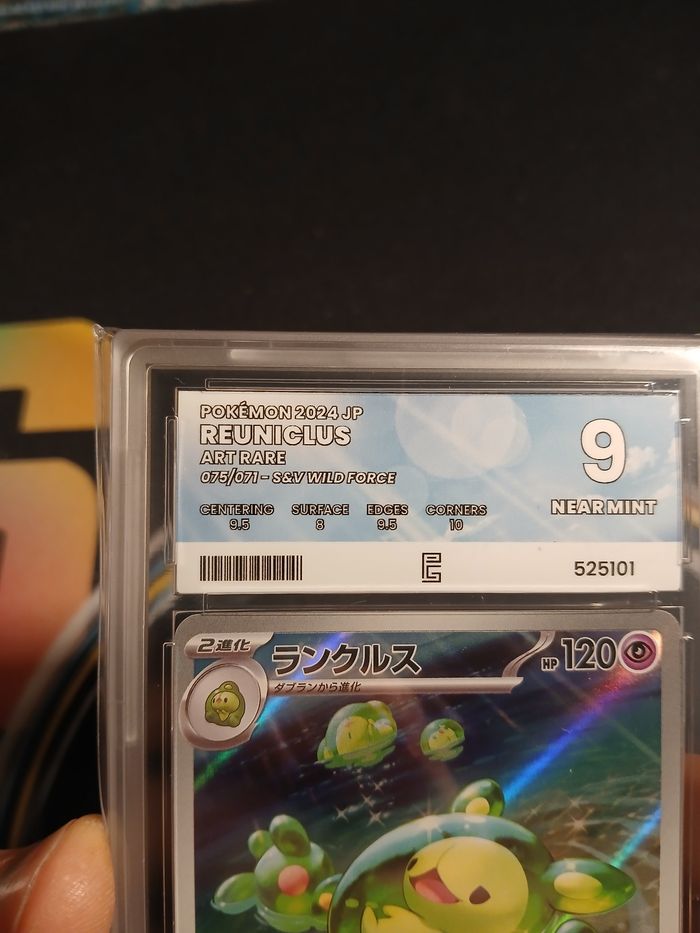 POKÉMON 2024 JP
REUNICLUS
ART RARE
075/071 - S&V WILD FORCE
CENTERING SURFACE EDGES CORNERS
9.5 8 9.5 10
9
NEAR MINT
PG
525101
2進化
ランクルス
HP 120
ダブランから進化